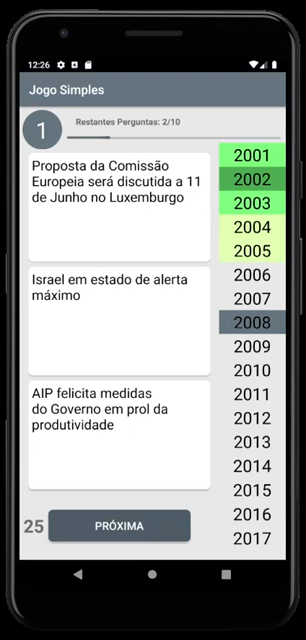 12:26
Jogo Simples
1
Restantes Perguntas: 2/10
Proposta da Comissão
Europeia será discutida a 11
de Junho no Luxemburgo
Israel em estado de alerta
máximo
AIP felicita medidas
do Governo em prol da
produtividade
2001
2002
2003
2004
2005
2006
2007
2008
2009
2010
2011
2012
2013
2014
2015
2016
2017
25
PRÓXIMA